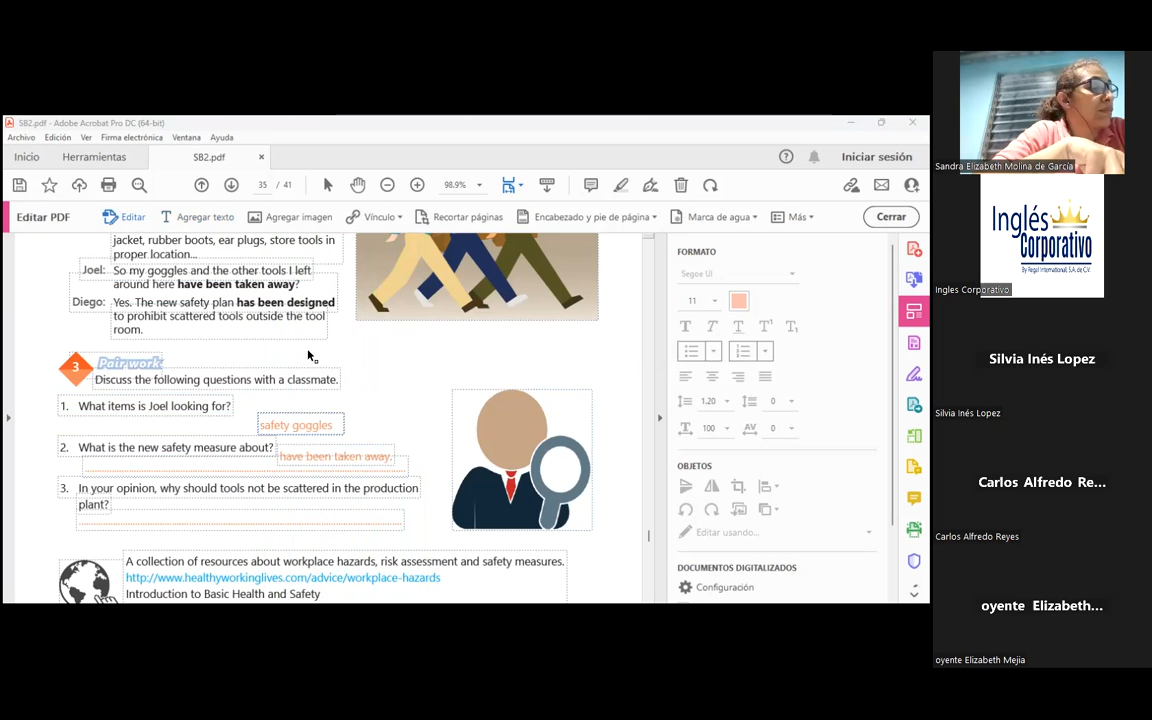 SB2.pdf - Adobe Acrobat Pro DC (64-bit)
Archivo Edición Ver Firma electrónica Ventana Ayuda
Inicio Herramientas SB2.pdf × Iniciar sesión
35 / 41 98.9%
Editar PDF Editar Agregar texto Agregar imagen Vínculo Recortar páginas Encabezado y pie de página Marca de agua Más Cerrar
jacket, rubber boots, ear plugs, store tools in
proper location...
Joel: So my goggles and the other tools I left
around here have been taken away?
Diego: Yes. The new safety plan has been designed
to prohibit scattered tools outside the tool
room.
3 Pair work
Discuss the following questions with a classmate.
1. What items is Joel looking for?
safety goggles
2. What is the new safety measure about?
have been taken away.
3. In your opinion, why should tools not be scattered in the production
plant?
A collection of resources about workplace hazards, risk assessment and safety measures.
http://www.healthyworkinglives.com/advice/workplace-hazards
Introduction to Basic Health and Safety
FORMATO
Segoe UI
11
T T T T¹ T₁
1.20 0
100 AV 0
OBJETOS
Editar usando...
DOCUMENTOS DIGITALIZADOS
Configuración
Sandra Elizabeth Molina de García
Inglés
Corporativo
By Regal International, S.A. de C.V.
Ingles Corporativo
Silvia Inés Lopez
Silvia Inés Lopez
Carlos Alfredo Re...
Carlos Alfredo Reyes
oyente Elizabeth...
oyente Elizabeth Mejia